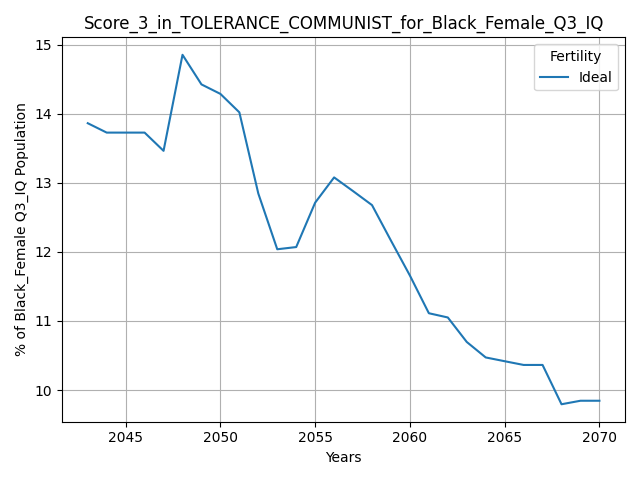 Score_3_in_TOLERANCE_COMMUNIST_for_Black_Female_Q3_IQ
Fertility
Ideal
% of Black_Female Q3_IQ Population
15
14
13
12
11
10
2045 2050 2055 2060 2065 2070
Years